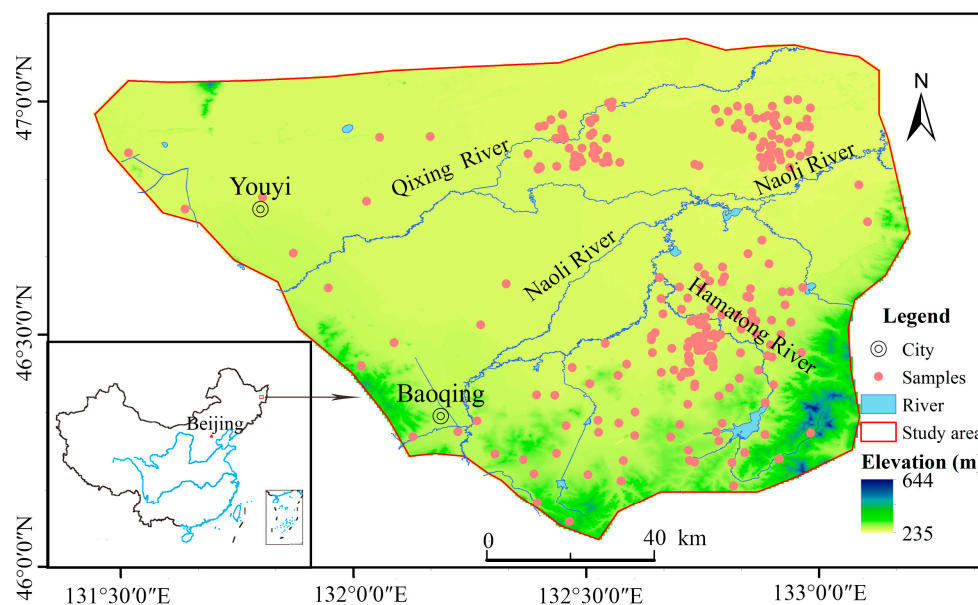 N
47°0′0″N
46°30′0″N
46°0′0″N
Qixing River
Naoli River
Youyi
Naoli River
Hamatong River
Baoqing
Beijing
Legend
City
Samples
River
Study area
Elevation (m)
644
235
0 40 km
131°30′0″E 132°0′0″E 132°30′0″E 133°0′0″E